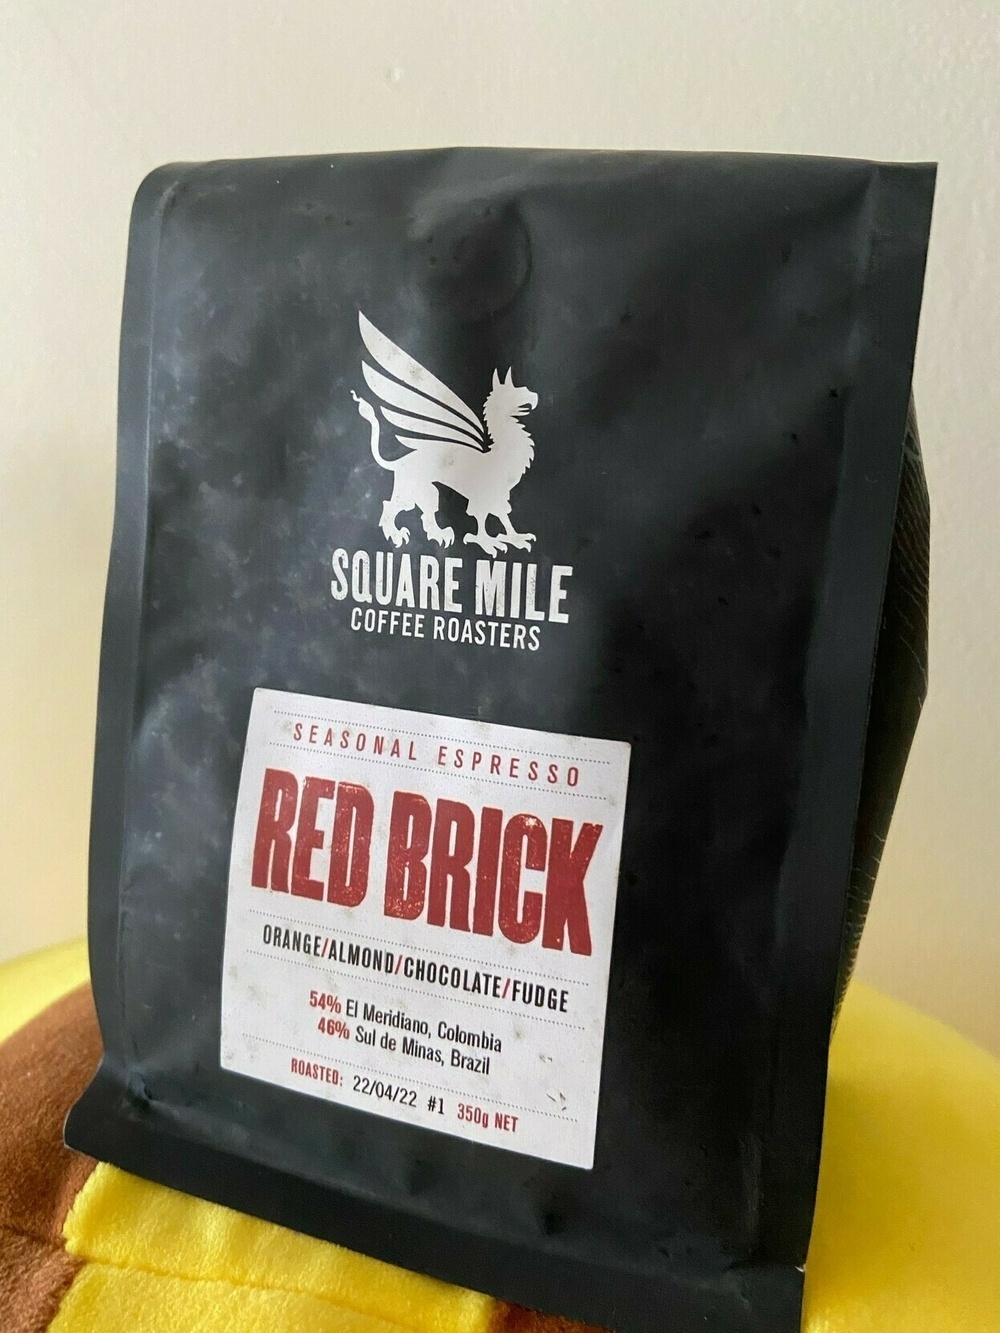 SQUARE MILE
COFFEE ROASTERS
SEASONAL ESPRESSO
RED BRICK
ORANGE/ALMOND/CHOCOLATE/FUDGE
54% El Meridiano, Colombia
46% Sul de Minas, Brazil
ROASTED: 22/04/22 #1 350g NET